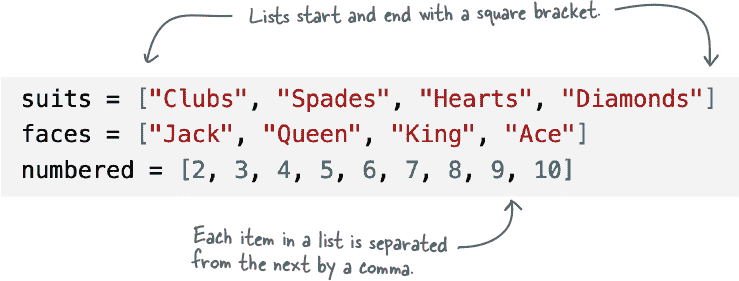 Lists start and end with a square bracket.
suits = ["Clubs", "Spades", "Hearts", "Diamonds"]
faces = ["Jack", "Queen", "King", "Ace"]
numbered = [2, 3, 4, 5, 6, 7, 8, 9, 10]
Each item in a list is separated
from the next by a comma.